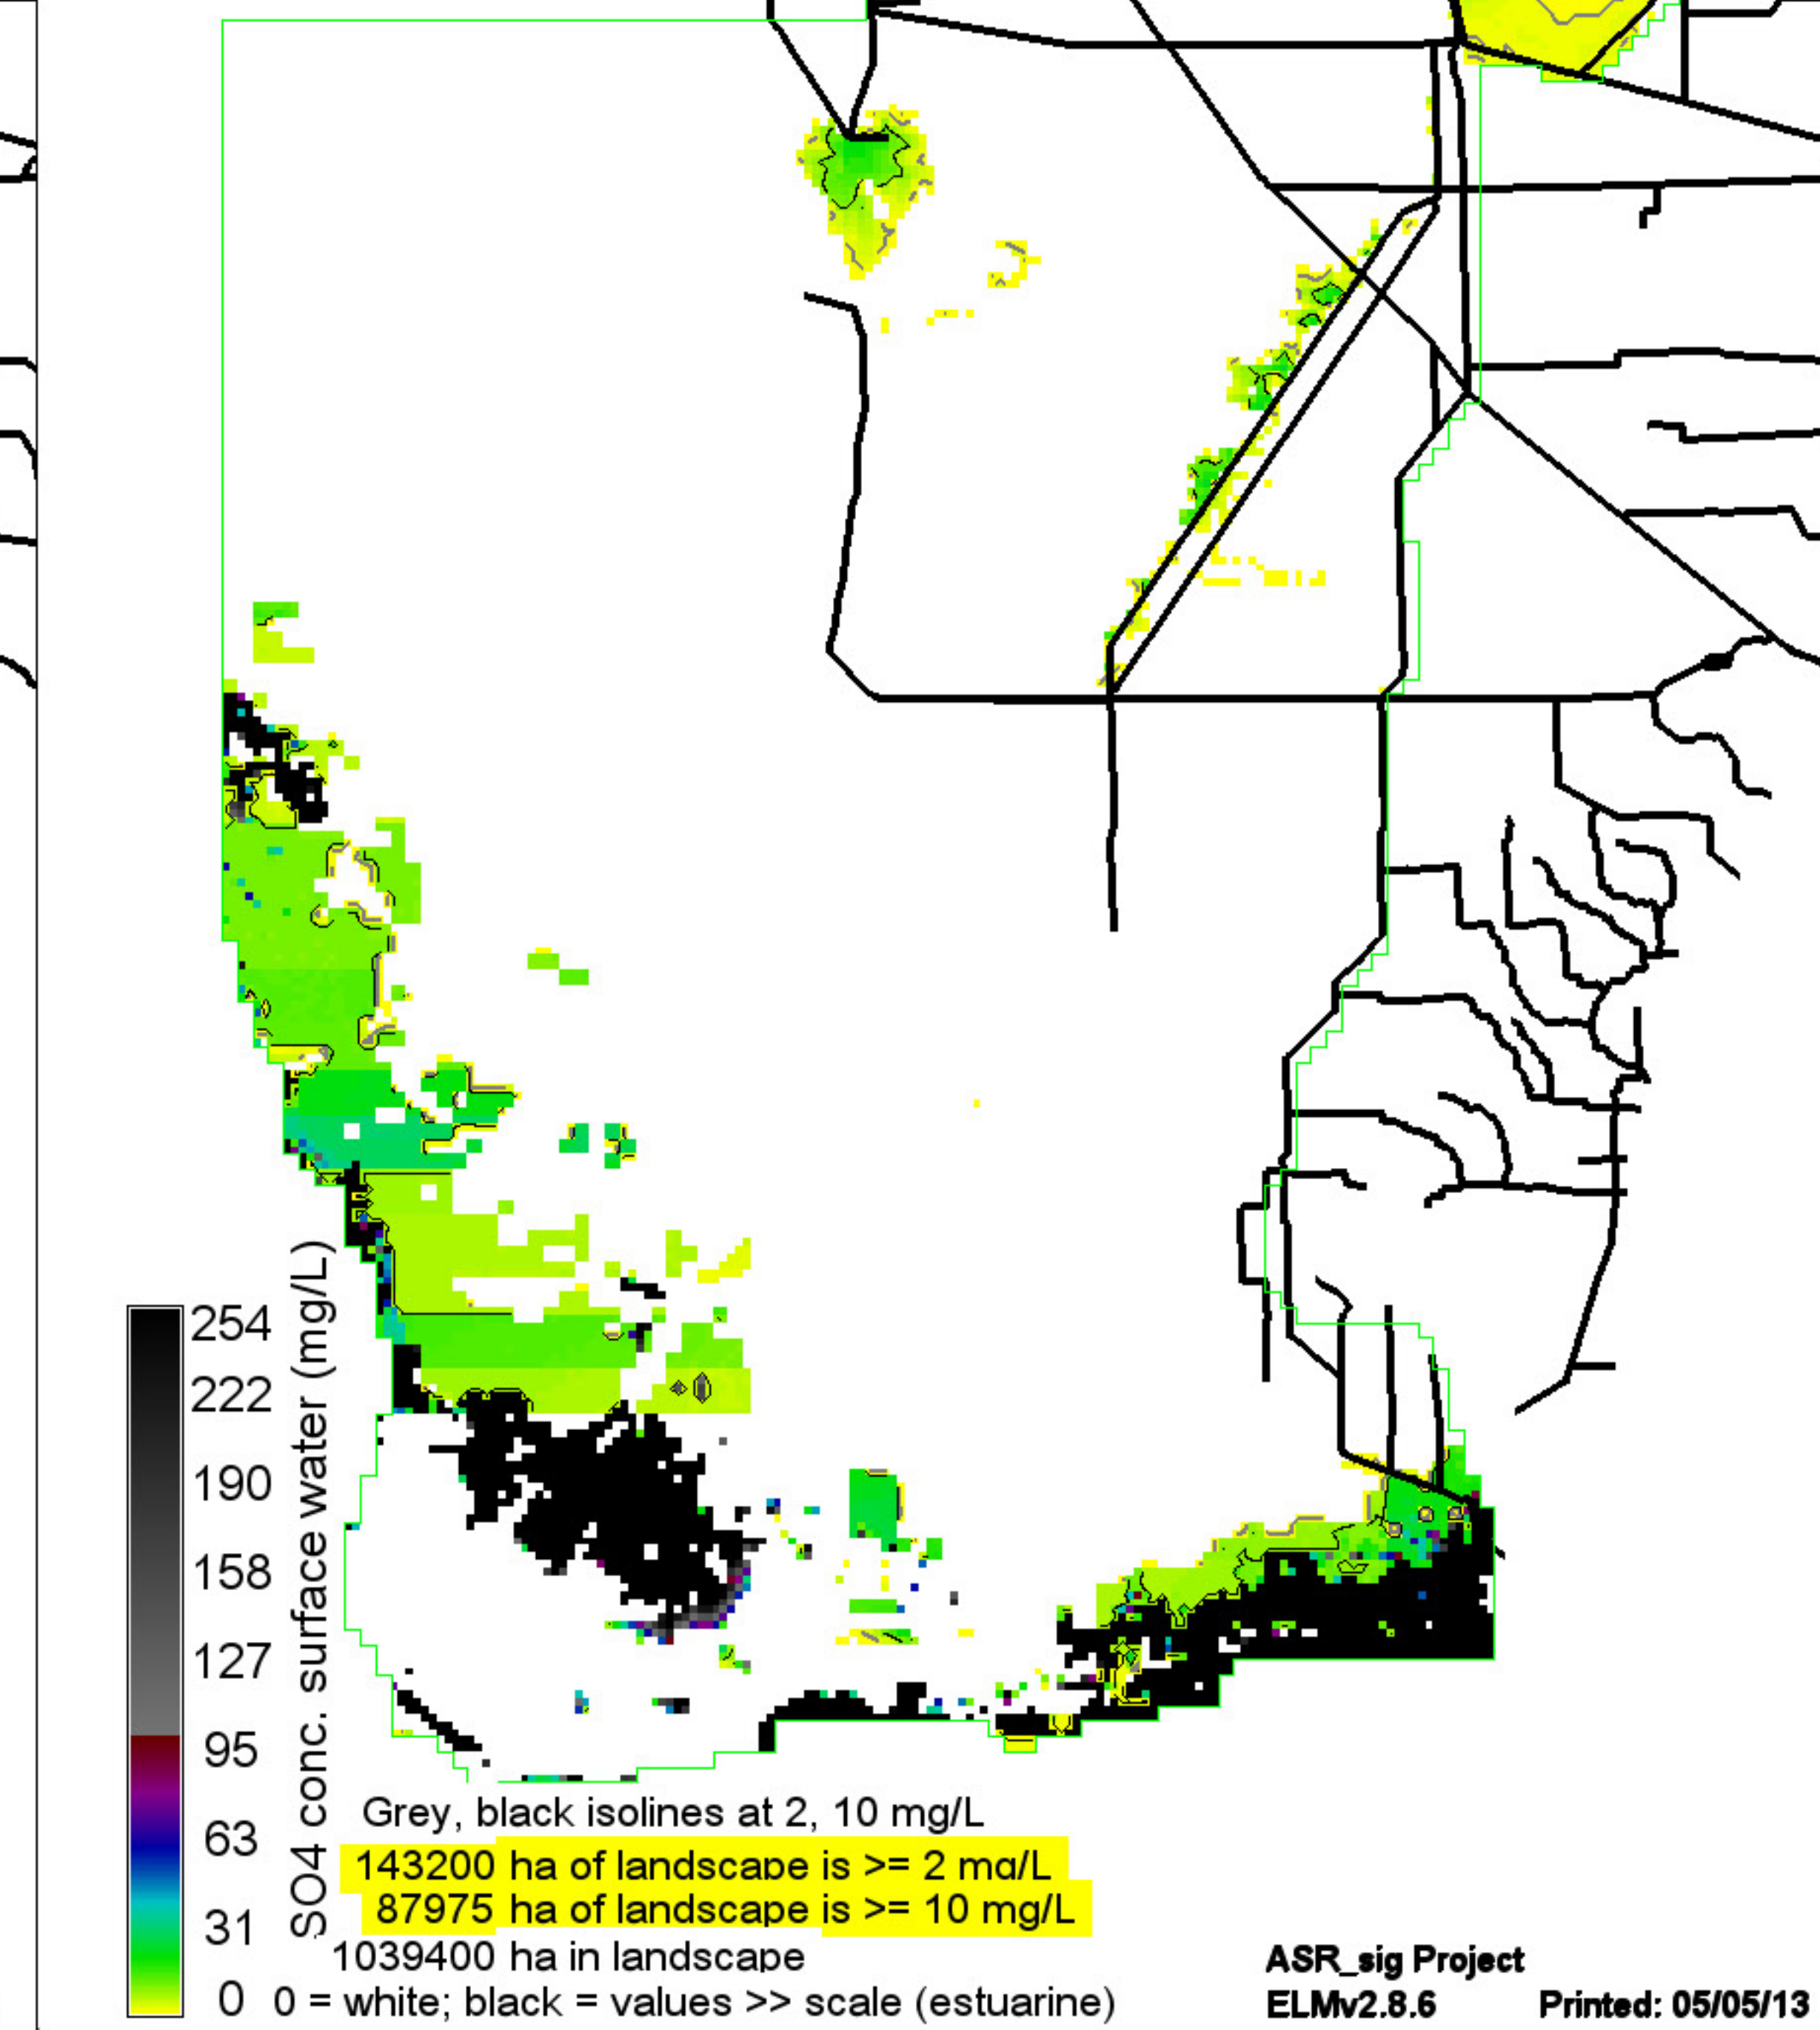 254
222
190
158
127
95
63
31
0
SO4 conc. surface water (mg/L)
Grey, black isolines at 2, 10 mg/L
143200 ha of landscape is >= 2 mg/L
87975 ha of landscape is >= 10 mg/L
1039400 ha in landscape
0 = white; black = values >> scale (estuarine)
ASR_sig Project
ELMv2.8.6 Printed: 05/05/13